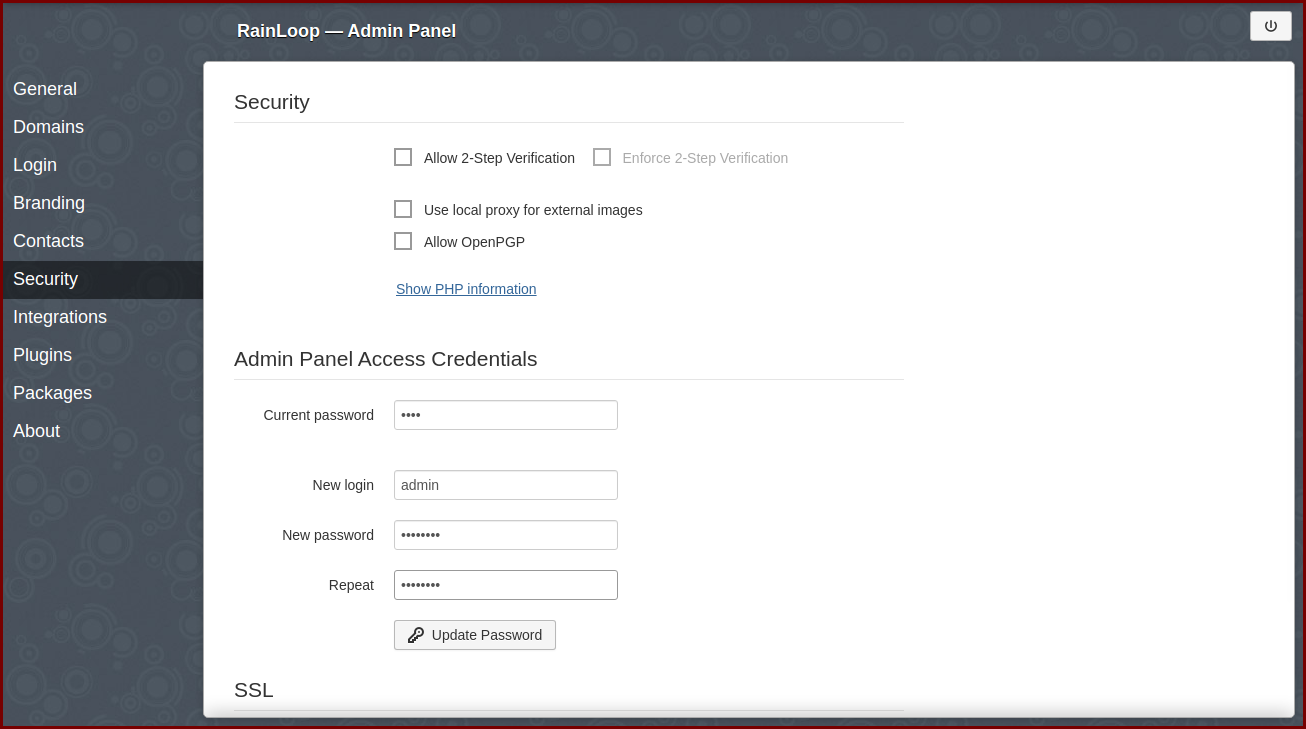 RainLoop — Admin Panel
General
Domains
Login
Branding
Contacts
Security
Integrations
Plugins
Packages
About
Security
Allow 2-Step Verification Enforce 2-Step Verification
Use local proxy for external images
Allow OpenPGP
Show PHP information
Admin Panel Access Credentials
Current password ••••
New login admin
New password ••••••••
Repeat ••••••••
Update Password
SSL